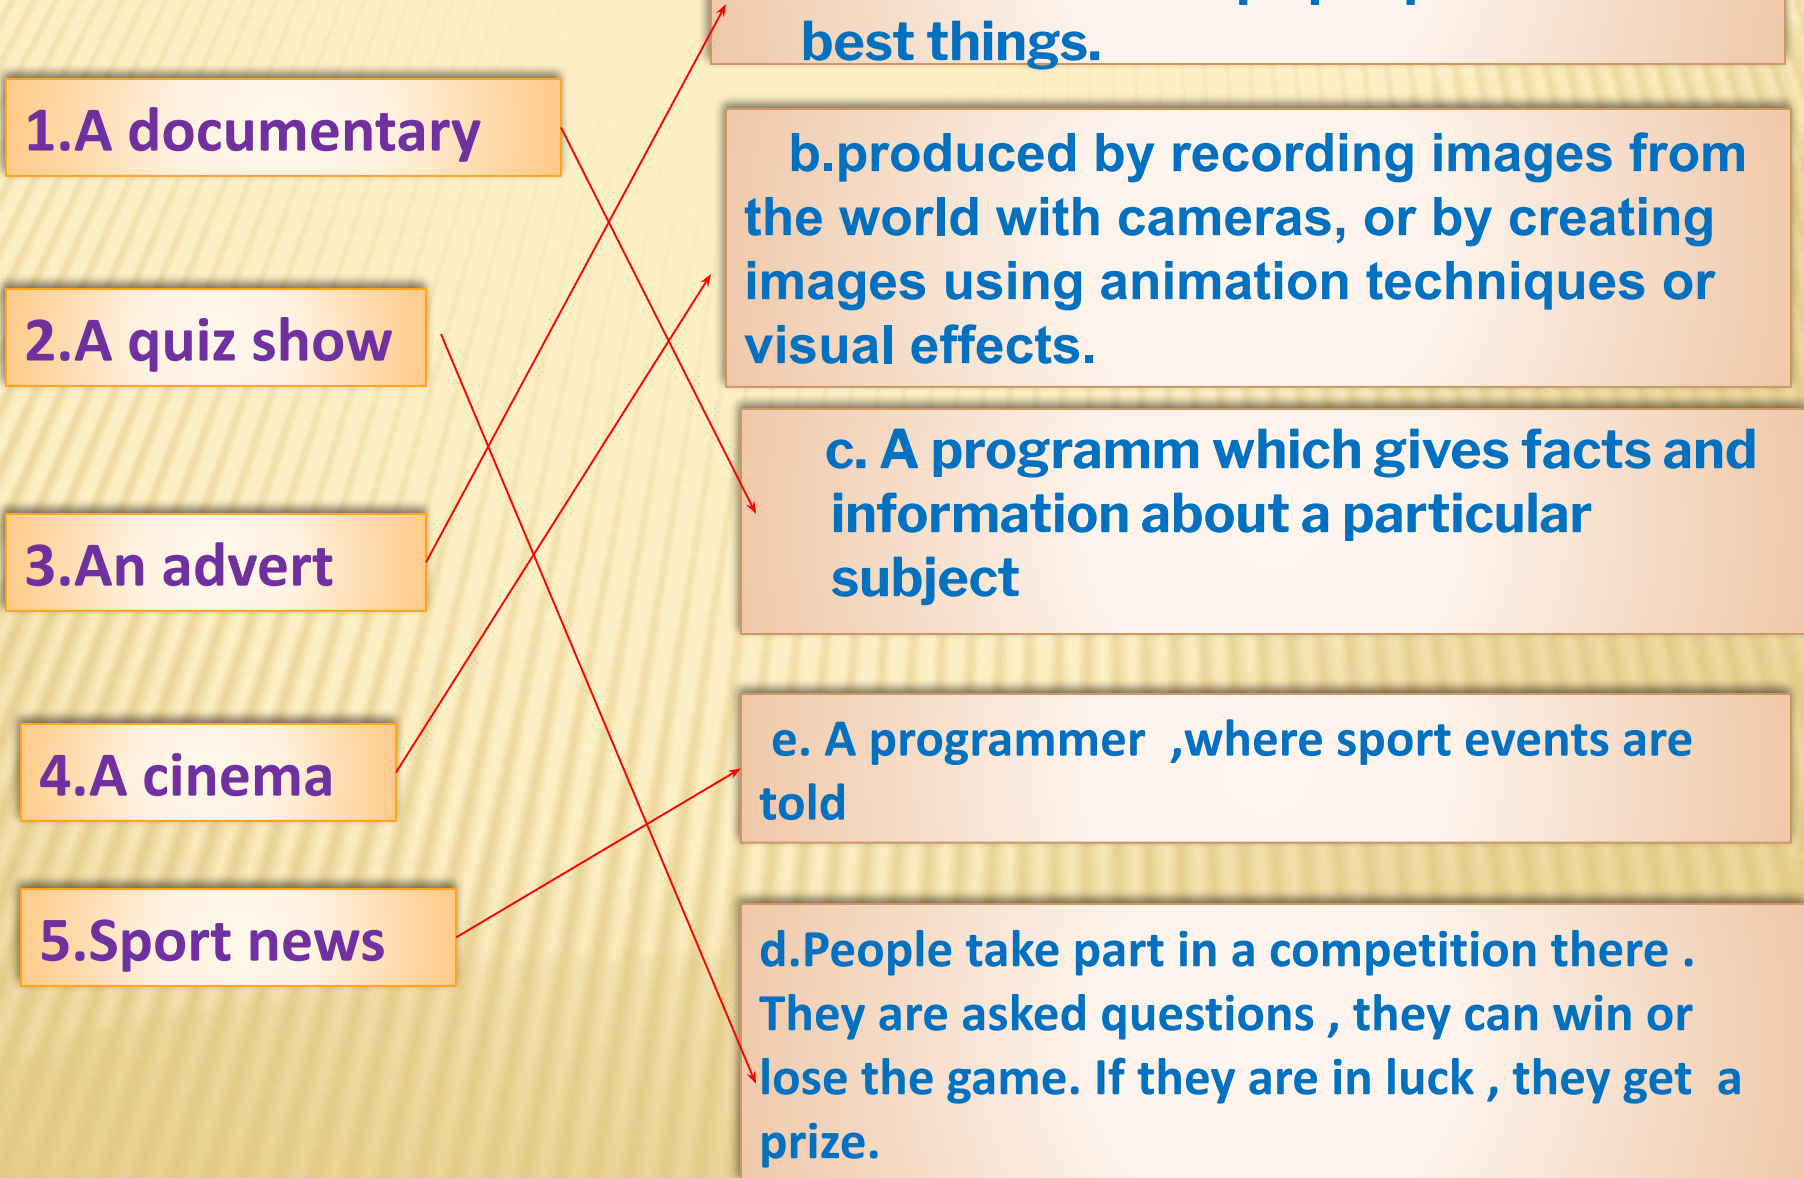 best things.
1.A documentary
2.A quiz show
3.An advert
4.A cinema
5.Sport news
b.produced by recording images from
the world with cameras, or by creating
images using animation techniques or
visual effects.
c. A programm which gives facts and
information about a particular
subject
e. A programmer ,where sport events are
told
d.People take part in a competition there .
They are asked questions , they can win or
lose the game. If they are in luck , they get a
prize.